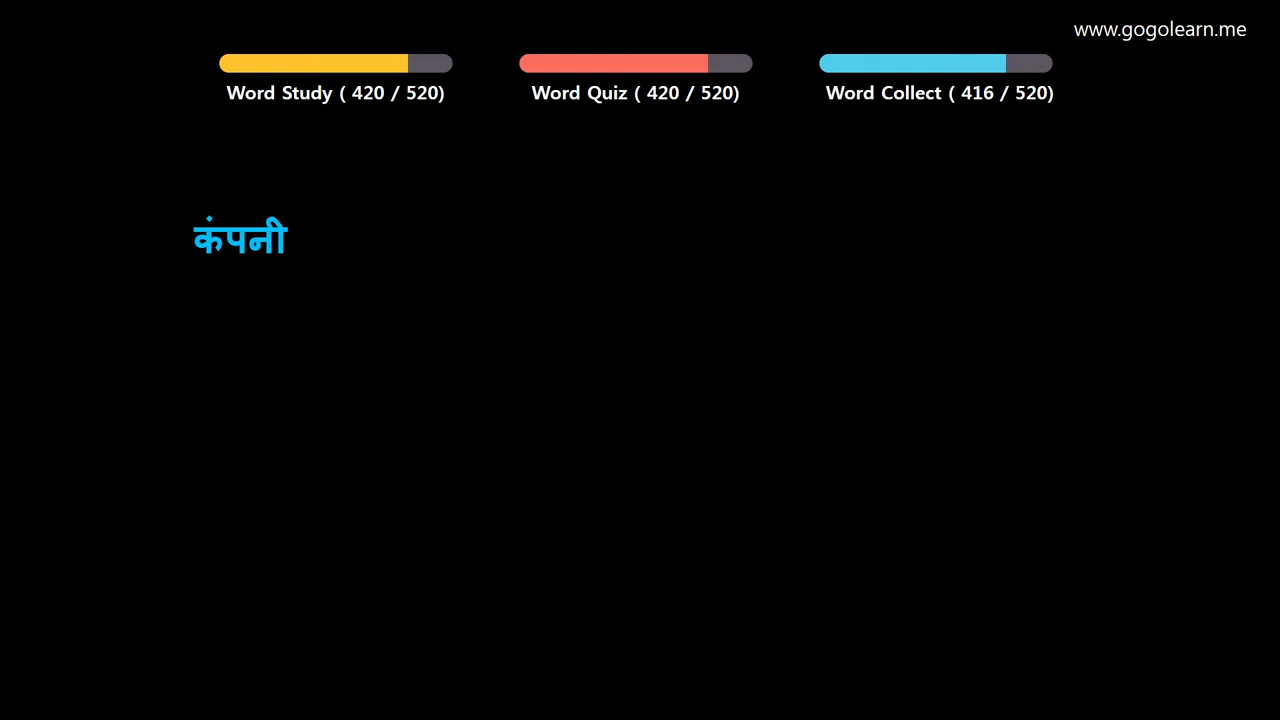 www.gogolearn.me
Word Study ( 420 / 520)
Word Quiz ( 420 / 520)
Word Collect ( 416 / 520)
कंपनी